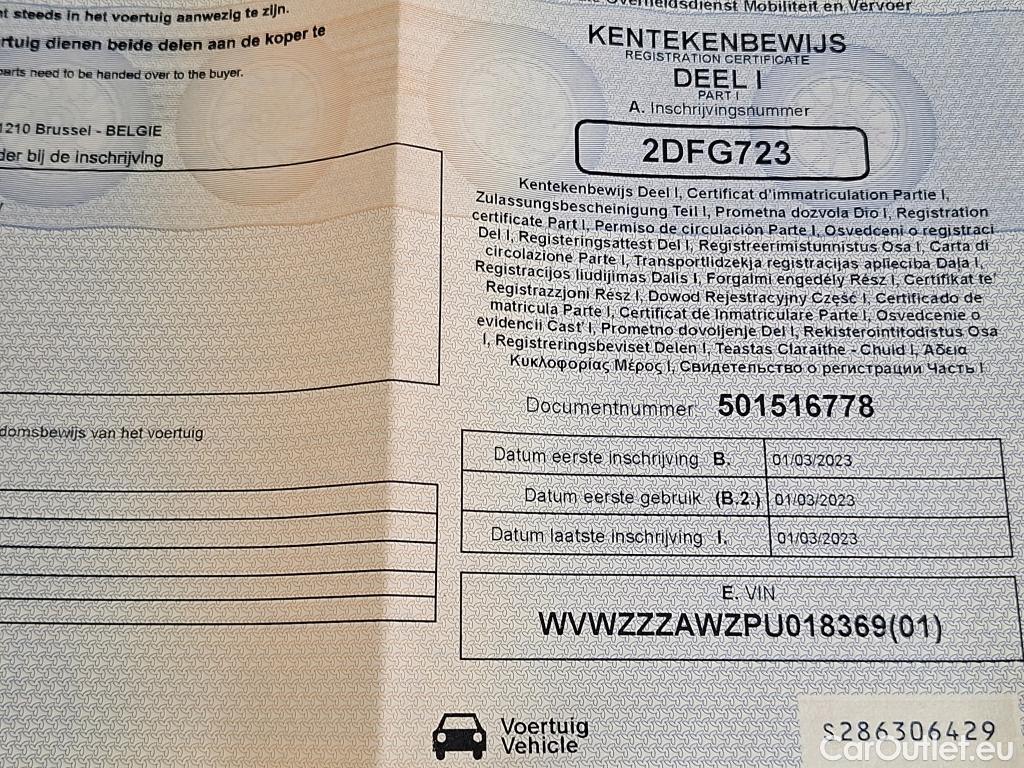 t steeds in het voertuig aanwezig te zijn.
rtuig dienen beide delen aan de koper te
parts need to be handed over to the buyer.
1210 Brussel - BELGIE
der bij de inschrijving
domsbewijs van het voertuig
Overheidsdienst Mobiliteit en Vervoer
KENTEKENBEWIJS
REGISTRATION CERTIFICATE
DEEL I
PART I
A. Inschrijvingsnummer
2DFG723
Kentekenbewijs Deel I, Certificat d'immatriculation Partie I,
Zulassungsbescheinigung Teil I, Prometna dozvola Dio I, Registration
certificate Part I, Permiso de circulación Parte I, Osvedceni o registraci
Del I, Registeringsattest Del I, Registreerimistunnistus Osa I, Carta di
circolazione Parte I, Transportlidzekja registracijas apliecība Daļa I,
Registracijos liudijimas Dalis I, Forgalmi engedély Rész I, Certifikat te'
Registrazzjoni Rész I, Dowod Rejestracyjny Część I, Certificado de
matricula Parte I, Certificat de Inmatriculare Parte I, Osvedcenie o
evidencii Časť I, Prometno dovoljenje Del I, Rekisterointitodistus Osa
I, Registreringsbeviset Delen I, Teastas Claraithe - Chuid I, Άδεια
Κυκλοφορίας Μέρος I, Свидетельство о регистрации Часть I
Documentnummer 501516778
Datum eerste inschrijving B. 01/03/2023
Datum eerste gebruik (B.2.) 01/03/2023
Datum laatste inschrijving I. 01/03/2023
E. VIN
WVWZZZAWZPU018369(01)
Voertuig
Vehicle
S286306429
CarOutlet.eu